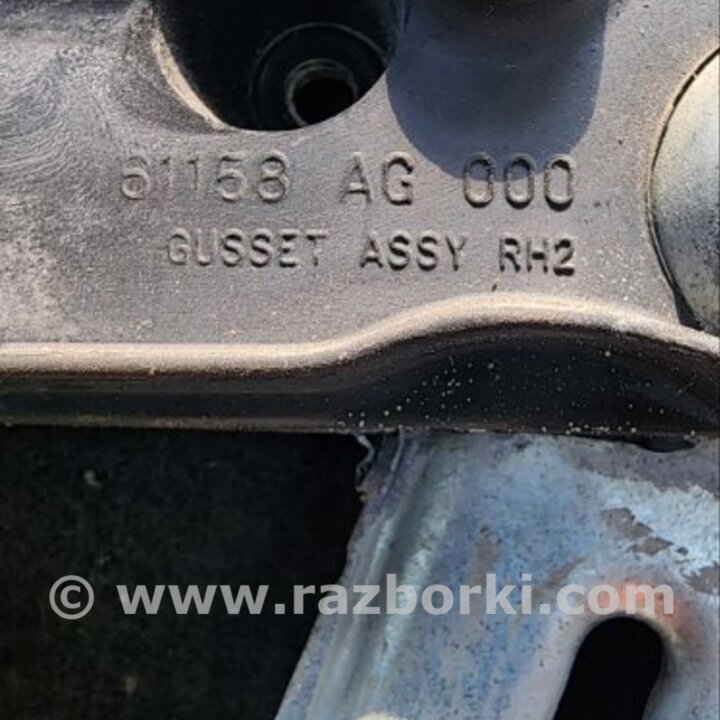 61158 AG 000
GUSSET ASSY RH2
© www.razborki.com